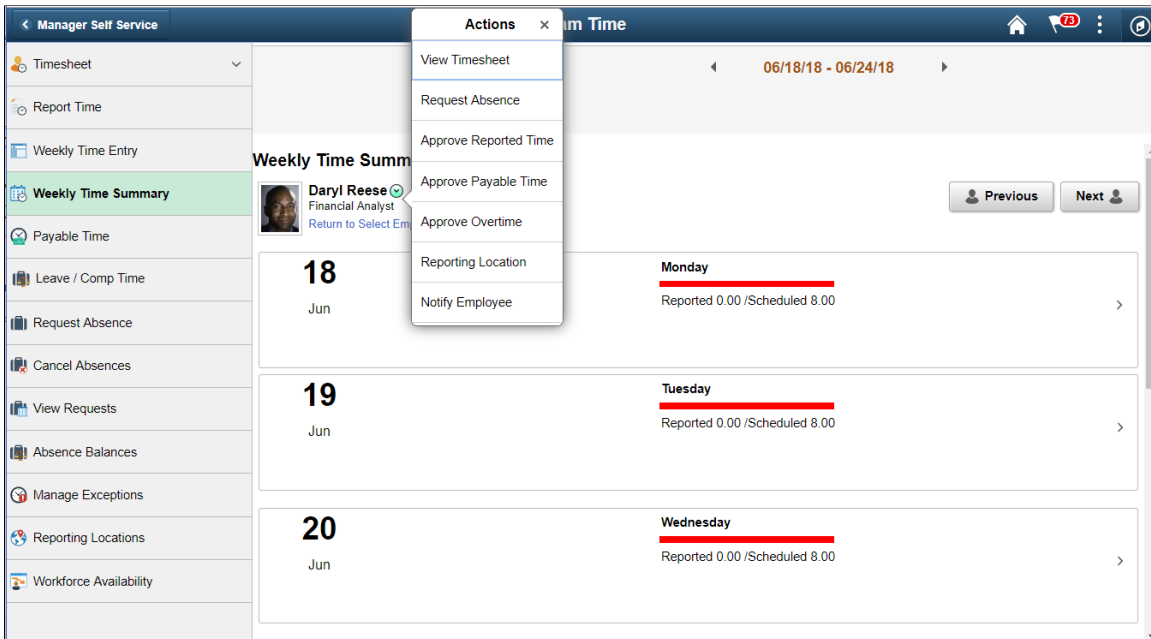 Manager Self Service
Actions ×
am Time
73
Timesheet
Report Time
Weekly Time Entry
Weekly Time Summary
Payable Time
Leave / Comp Time
Request Absence
Cancel Absences
View Requests
Absence Balances
Manage Exceptions
Reporting Locations
Workforce Availability
View Timesheet
Request Absence
Approve Reported Time
Approve Payable Time
Approve Overtime
Reporting Location
Notify Employee
06/18/18 - 06/24/18
Weekly Time Summ
Daryl Reese
Financial Analyst
Return to Select Em
Previous
Next
18
Jun
Monday
Reported 0.00 /Scheduled 8.00
19
Jun
Tuesday
Reported 0.00 /Scheduled 8.00
20
Jun
Wednesday
Reported 0.00 /Scheduled 8.00